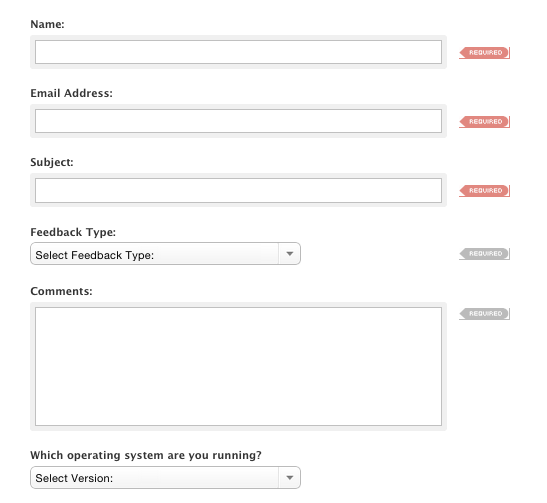 Name:
REQUIRED
Email Address:
REQUIRED
Subject:
REQUIRED
Feedback Type:
Select Feedback Type:
REQUIRED
Comments:
REQUIRED
Which operating system are you running?
Select Version: